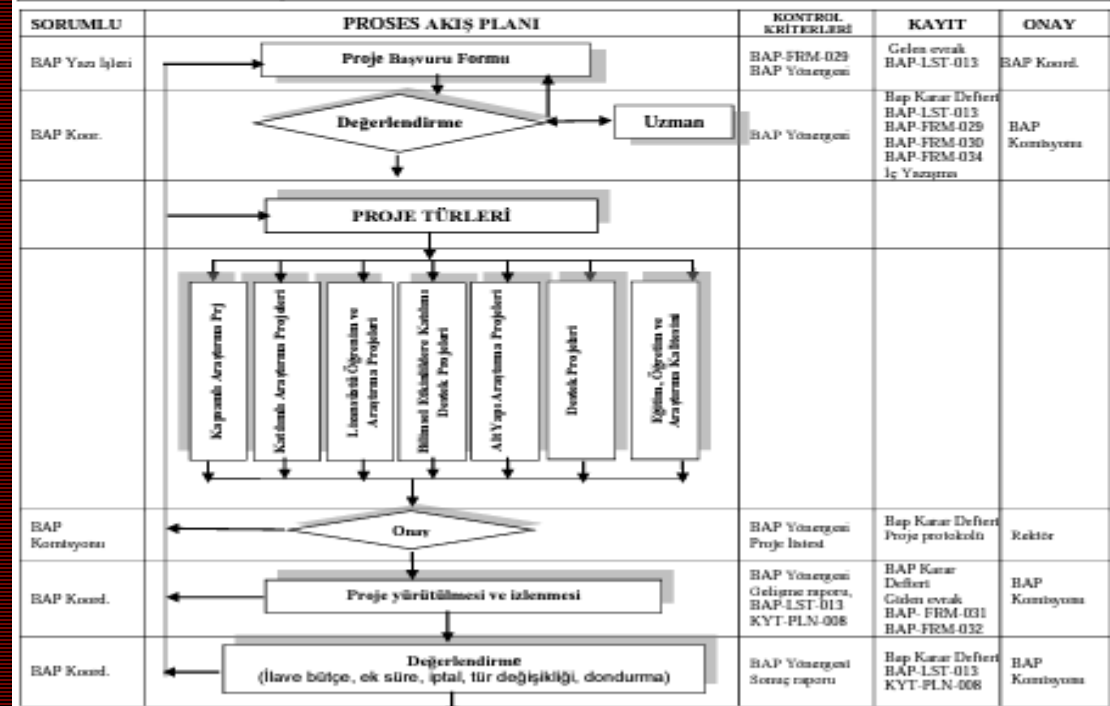 SORUMLU
PROSES AKIŞ PLANI
KONTROL
KRİTERLERİ
KAYIT
ONAY
BAP Yazı İşleri
Proje Başvuru Formu
BAP-FRM-029
BAP Yönergesi
Gelen evrak
BAP-LST-013
BAP Koord.
BAP Koor.
Değerlendirme
Uzman
BAP Yönergesi
Bap Karar Defteri
BAP-LST-013
BAP-FRM-029
BAP-FRM-030
BAP-FRM-034
İç Yazışma
BAP
Komisyonu
PROJE TÜRLERİ
Kapsamlı Araştırma Prj
Katılımlı Araştırma Projeleri
Lisansüstü Öğrenim ve
Araştırma Projeleri
Bilimsel Etkinliklere Katılımı
Destek Projeleri
Alt Yapı Araştırma Projeleri
Destek Projeleri
Eğitim, Öğretim ve
Araştırma Kalitesini
BAP
Komisyonu
Onay
BAP Yönergesi
Proje listesi
Bap Karar Defteri
Proje protokolü
Rektör
BAP Koord.
Proje yürütülmesi ve izlenmesi
BAP Yönergesi
Gelişme raporu,
BAP-LST-013
KYT-PLN-008
BAP Karar
Defteri
Giden evrak
BAP- FRM-031
BAP-FRM-032
BAP
Komisyonu
BAP Koord.
Değerlendirme
(İlave bütçe, ek süre, iptal, tür değişikliği, dondurma)
BAP Yönergesi
Sonuç raporu
Bap Karar Defteri
BAP-LST-013
KYT-PLN-008
BAP
Komisyonu